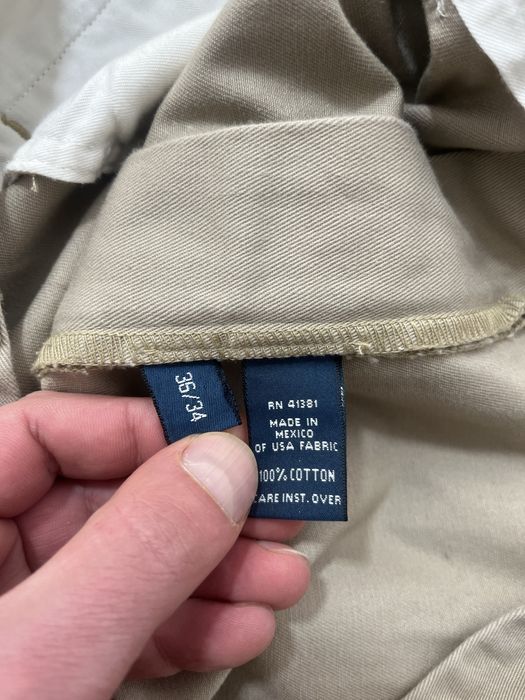 36/34
RN 41381
MADE IN
MEXICO
OF USA FABRIC
100% COTTON
CARE INST. OVER